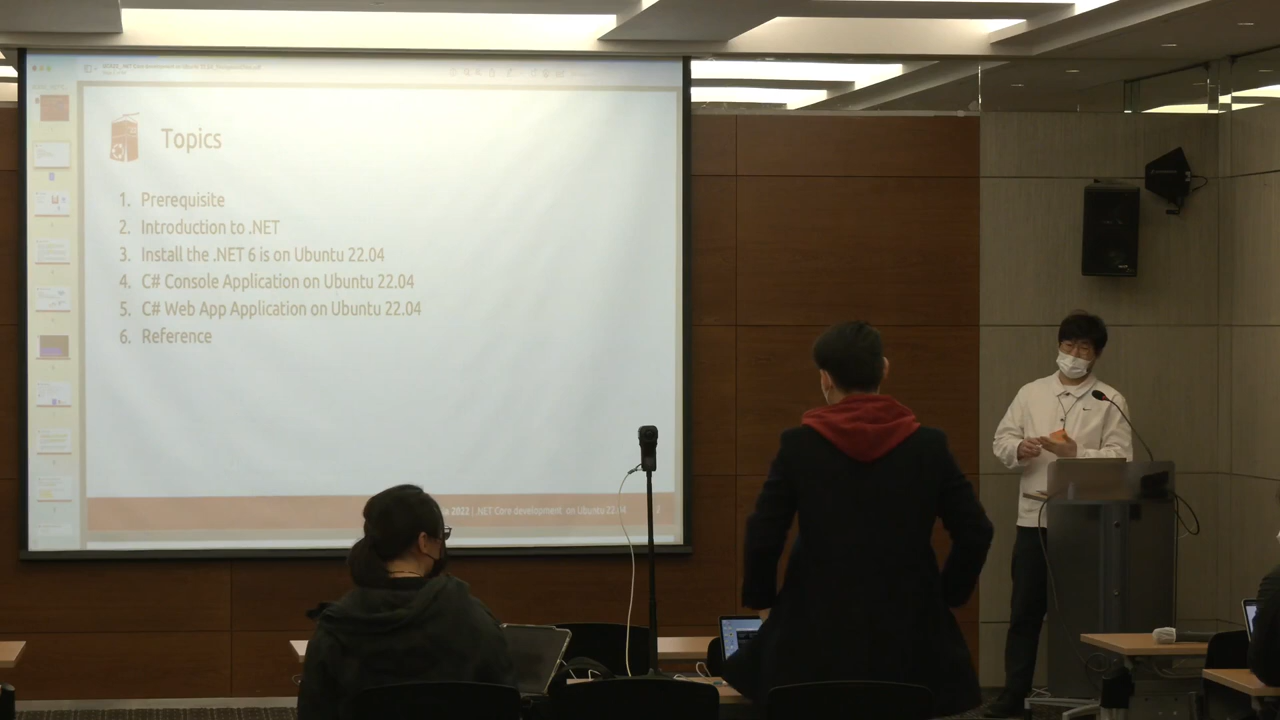 Topics
1. Prerequisite
2. Introduction to .NET
3. Install the .NET 6 is on Ubuntu 22.04
4. C# Console Application on Ubuntu 22.04
5. C# Web App Application on Ubuntu 22.04
6. Reference
2022 | .NET Core development on Ubuntu 22.04